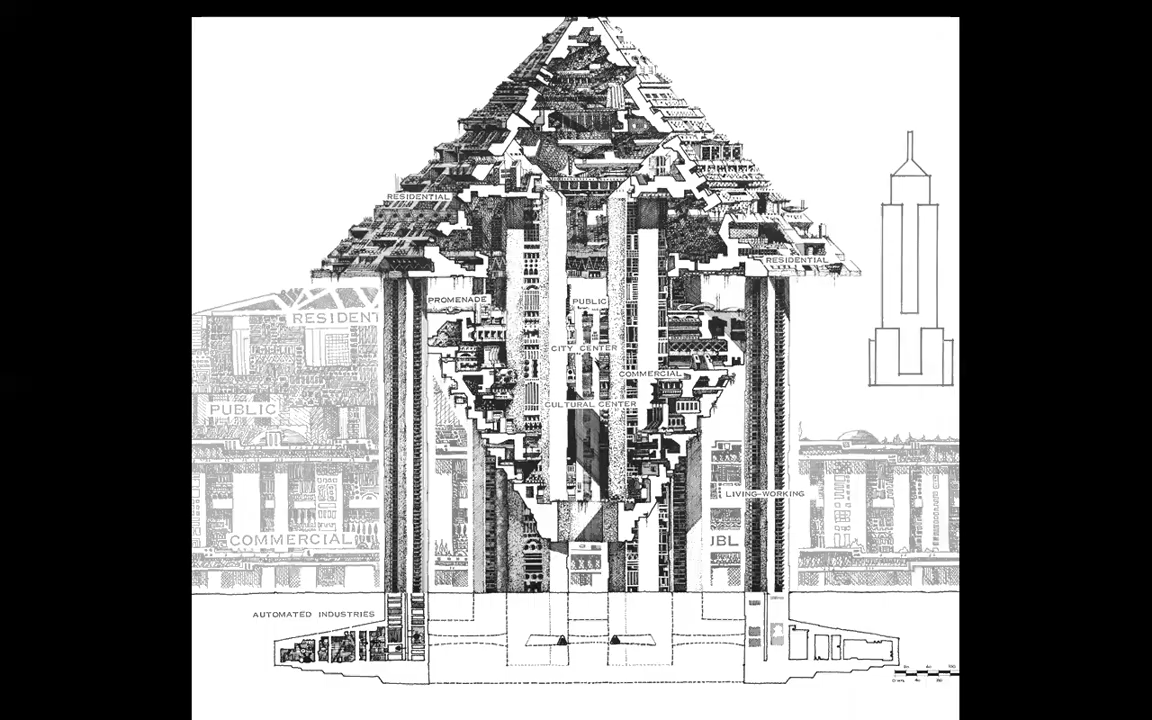 RESIDENTIAL
RESIDENTIAL
PROMENADE
PUBLIC
RESIDENT
CITY CENTER
COMMERCIAL
CULTURAL CENTER
PUBLIC
LIVING-WORKING
COMMERCIAL
UBL
AUTOMATED INDUSTRIES